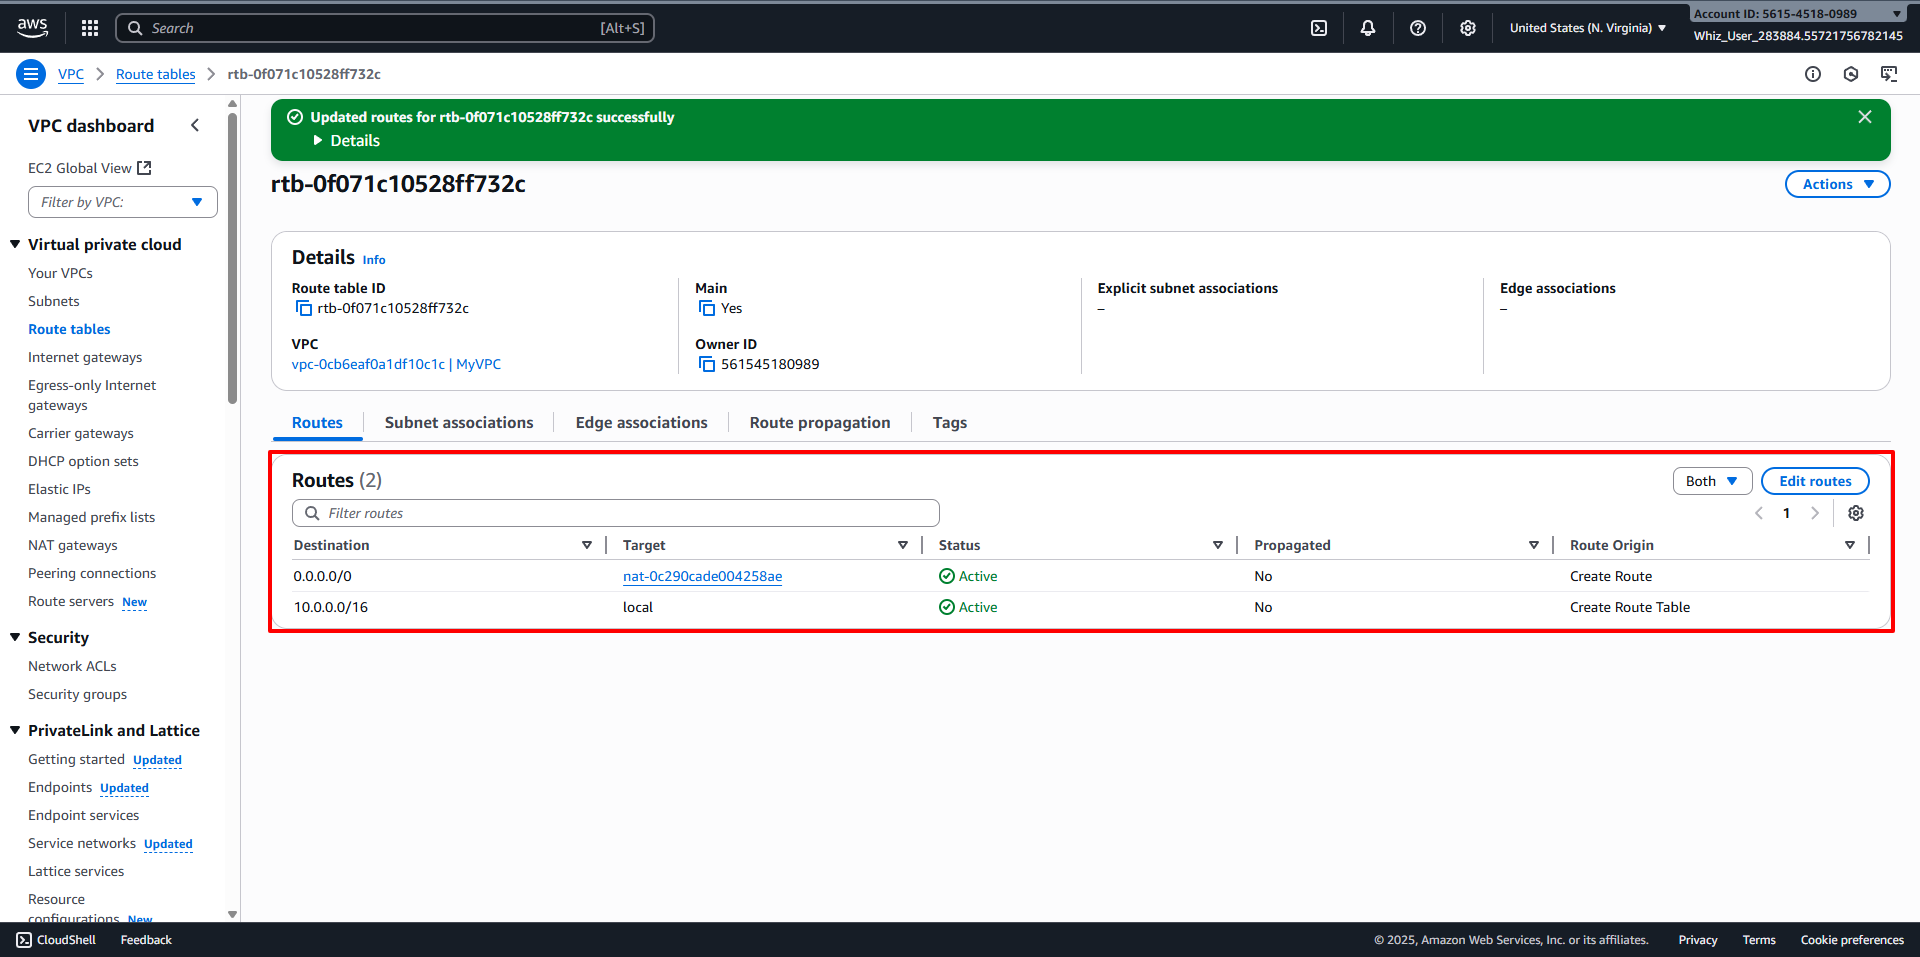 aws
Search
[Alt+S]
United States (N. Virginia)
Account ID: 5615-4518-0989
Whiz_User_283884.55721756782145
VPC
Route tables
rtb-0f071c10528ff732c
VPC dashboard
EC2 Global View
Filter by VPC:
Virtual private cloud
Your VPCs
Subnets
Route tables
Internet gateways
Egress-only Internet
gateways
Carrier gateways
DHCP option sets
Elastic IPs
Managed prefix lists
NAT gateways
Peering connections
Route servers New
Security
Network ACLs
Security groups
PrivateLink and Lattice
Getting started Updated
Endpoints Updated
Endpoint services
Service networks Updated
Lattice services
Resource
configurations New
Updated routes for rtb-0f071c10528ff732c successfully
Details
rtb-0f071c10528ff732c
Actions
Details Info
Route table ID
rtb-0f071c10528ff732c
Main
Yes
Explicit subnet associations
–
Edge associations
–
VPC
vpc-0cb6eaf0a1df10c1c | MyVPC
Owner ID
561545180989
Routes
Subnet associations
Edge associations
Route propagation
Tags
Routes (2)
Both
Edit routes
Filter routes
1
Destination Target Status Propagated Route Origin
0.0.0.0/0 nat-0c290cade004258ae Active No Create Route
10.0.0.0/16 local Active No Create Route Table
CloudShell
Feedback
© 2025, Amazon Web Services, Inc. or its affiliates.
Privacy
Terms
Cookie preferences